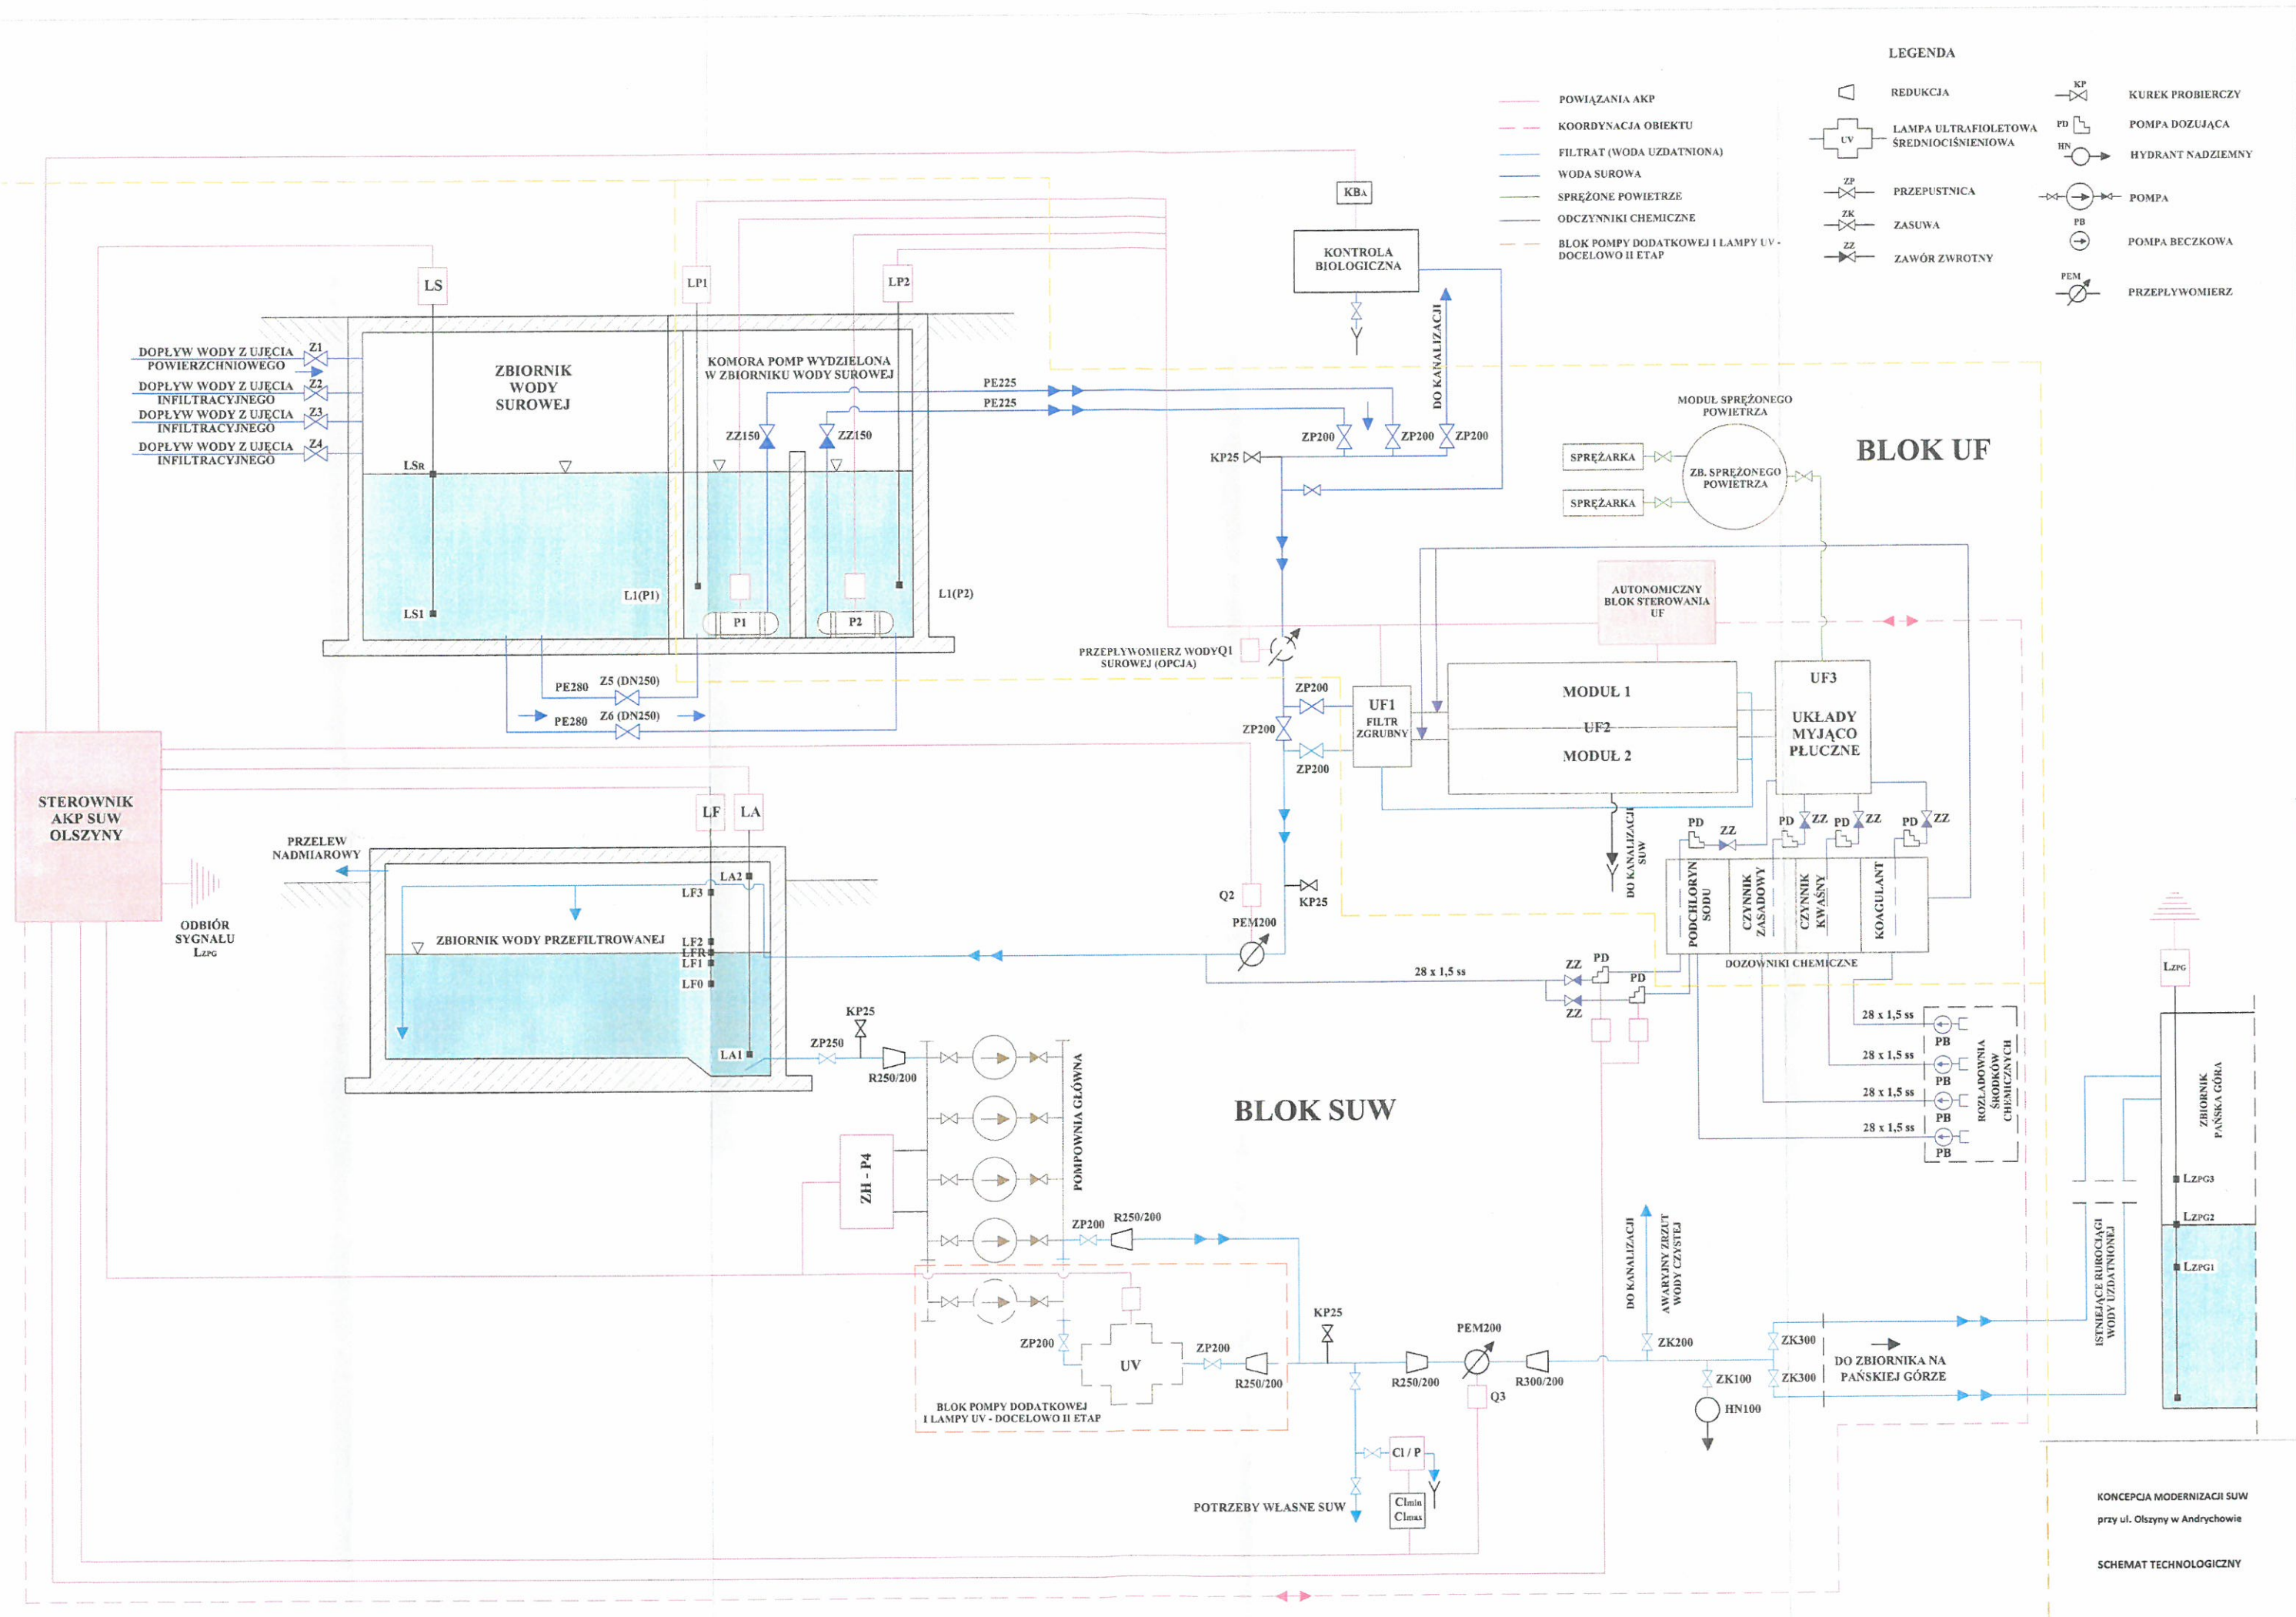 LEGENDA
POWIĄZANIA AKP
KOORDYNACJA OBIEKTU
FILTRAT (WODA UZDATNIONA)
WODA SUROWA
SPRĘŻONE POWIETRZE
ODCZYNNIKI CHEMICZNE
BLOK POMPY DODATKOWEJ I LAMPY UV -
DOCELOWO II ETAP
REDUKCJA
UV
LAMPA ULTRAFIOLETOWA
ŚREDNIOCIŚNIENIOWA
ZP
PRZEPUSTNICA
ZK
ZASUWA
ZZ
ZAWÓR ZWROTNY
KP
KUREK PROBIERCZY
PD
POMPA DOZUJĄCA
HN
HYDRANT NADZIEMNY
POMPA
PB
POMPA BECZKOWA
PEM
PRZEPŁYWOMIERZ
KBA
KONTROLA
BIOLOGICZNA
DO KANALIZACJI
LS
LP1
LP2
DOPŁYW WODY Z UJĘCIA
POWIERZCHNIOWEGO
Z1
DOPŁYW WODY Z UJĘCIA
INFILTRACYJNEGO
Z2
DOPŁYW WODY Z UJĘCIA
INFILTRACYJNEGO
Z3
DOPŁYW WODY Z UJĘCIA
INFILTRACYJNEGO
Z4
ZBIORNIK
WODY
SUROWEJ
KOMORA POMP WYDZIELONA
W ZBIORNIKU WODY SUROWEJ
PE225
PE225
ZZ150
ZZ150
ZP200
ZP200
ZP200
KP25
LSR
LS1
L1(P1)
L1(P2)
P1
P2
PE280
Z5 (DN250)
PE280
Z6 (DN250)
MODUŁ SPRĘŻONEGO
POWIETRZA
SPRĘŻARKA
SPRĘŻARKA
ZB. SPRĘŻONEGO
POWIETRZA
BLOK UF
AUTONOMICZNY
BLOK STEROWANIA
UF
PRZEPŁYWOMIERZ WODY
SUROWEJ (OPCJA)
Q1
ZP200
ZP200
ZP200
UF1
FILTR
ZGRUBNY
MODUŁ 1
UF2
MODUŁ 2
UF3
UKŁADY
MYJĄCO
PŁUCZNE
DO KANALIZACJI
SUW
PD
ZZ
PD
ZZ
PD
ZZ
PD
ZZ
PODCHLORYN
SODU
CZYNNIK
ZASADOWY
CZYNNIK
KWAŚNY
KOAGULANT
DOZOWNIKI CHEMICZNE
STEROWNIK
AKP SUW
OLSZYNY
ODBIÓR
SYGNAŁU
LZPG
PRZELEW
NADMIAROWY
LF
LA
LA2
LF3
ZBIORNIK WODY PRZEFILTROWANEJ
LF2
LFR
LF1
LF0
LA1
Q2
PEM200
KP25
28 x 1,5 ss
ZZ
PD
PD
ZZ
28 x 1,5 ss
PB
28 x 1,5 ss
PB
28 x 1,5 ss
PB
28 x 1,5 ss
PB
ROZŁADOWNIA
ŚRODKÓW
CHEMICZNYCH
KP25
ZP250
R250/200
POMPOWNIA GŁÓWNA
ZH - P4
ZP200
R250/200
BLOK SUW
ZP200
UV
ZP200
R250/200
BLOK POMPY DODATKOWEJ
I LAMPY UV - DOCELOWO II ETAP
KP25
R250/200
PEM200
Q3
R300/200
DO KANALIZACJI
AWARYJNY ZRZUT
WODY CZYSTEJ
ZK200
ZK100
HN100
ZK300
ZK300
DO ZBIORNIKA NA
PAŃSKIEJ GÓRZE
ISTNIEJĄCE RUROCIĄGI
WODY UZDATNIONEJ
LZPG
ZBIORNIK
PAŃSKA GÓRA
LZPG3
LZPG2
LZPG1
POTRZEBY WŁASNE SUW
Cl / P
Clmin
Clmax
KONCEPCJA MODERNIZACJI SUW
przy ul. Olszyny w Andrychowie
SCHEMAT TECHNOLOGICZNY